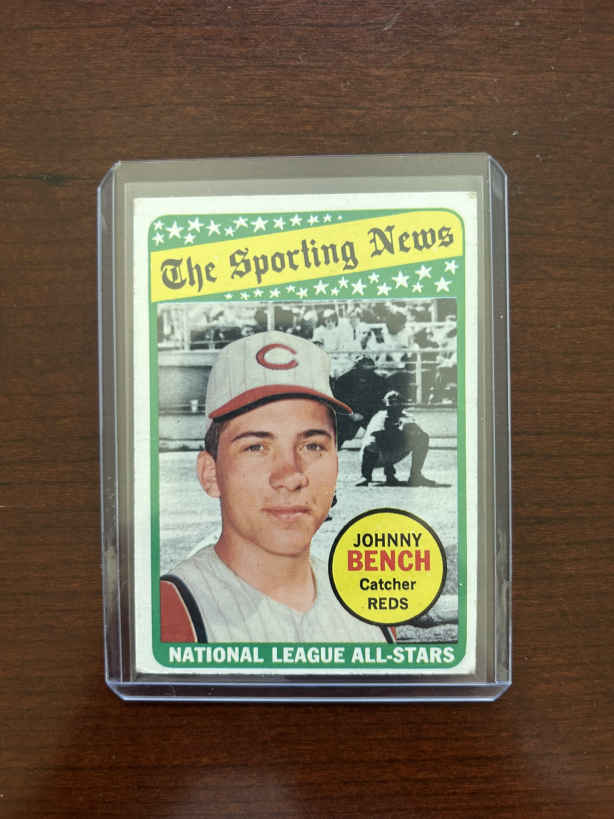 The Sporting News
C
JOHNNY
BENCH
Catcher
REDS
NATIONAL LEAGUE ALL-STARS